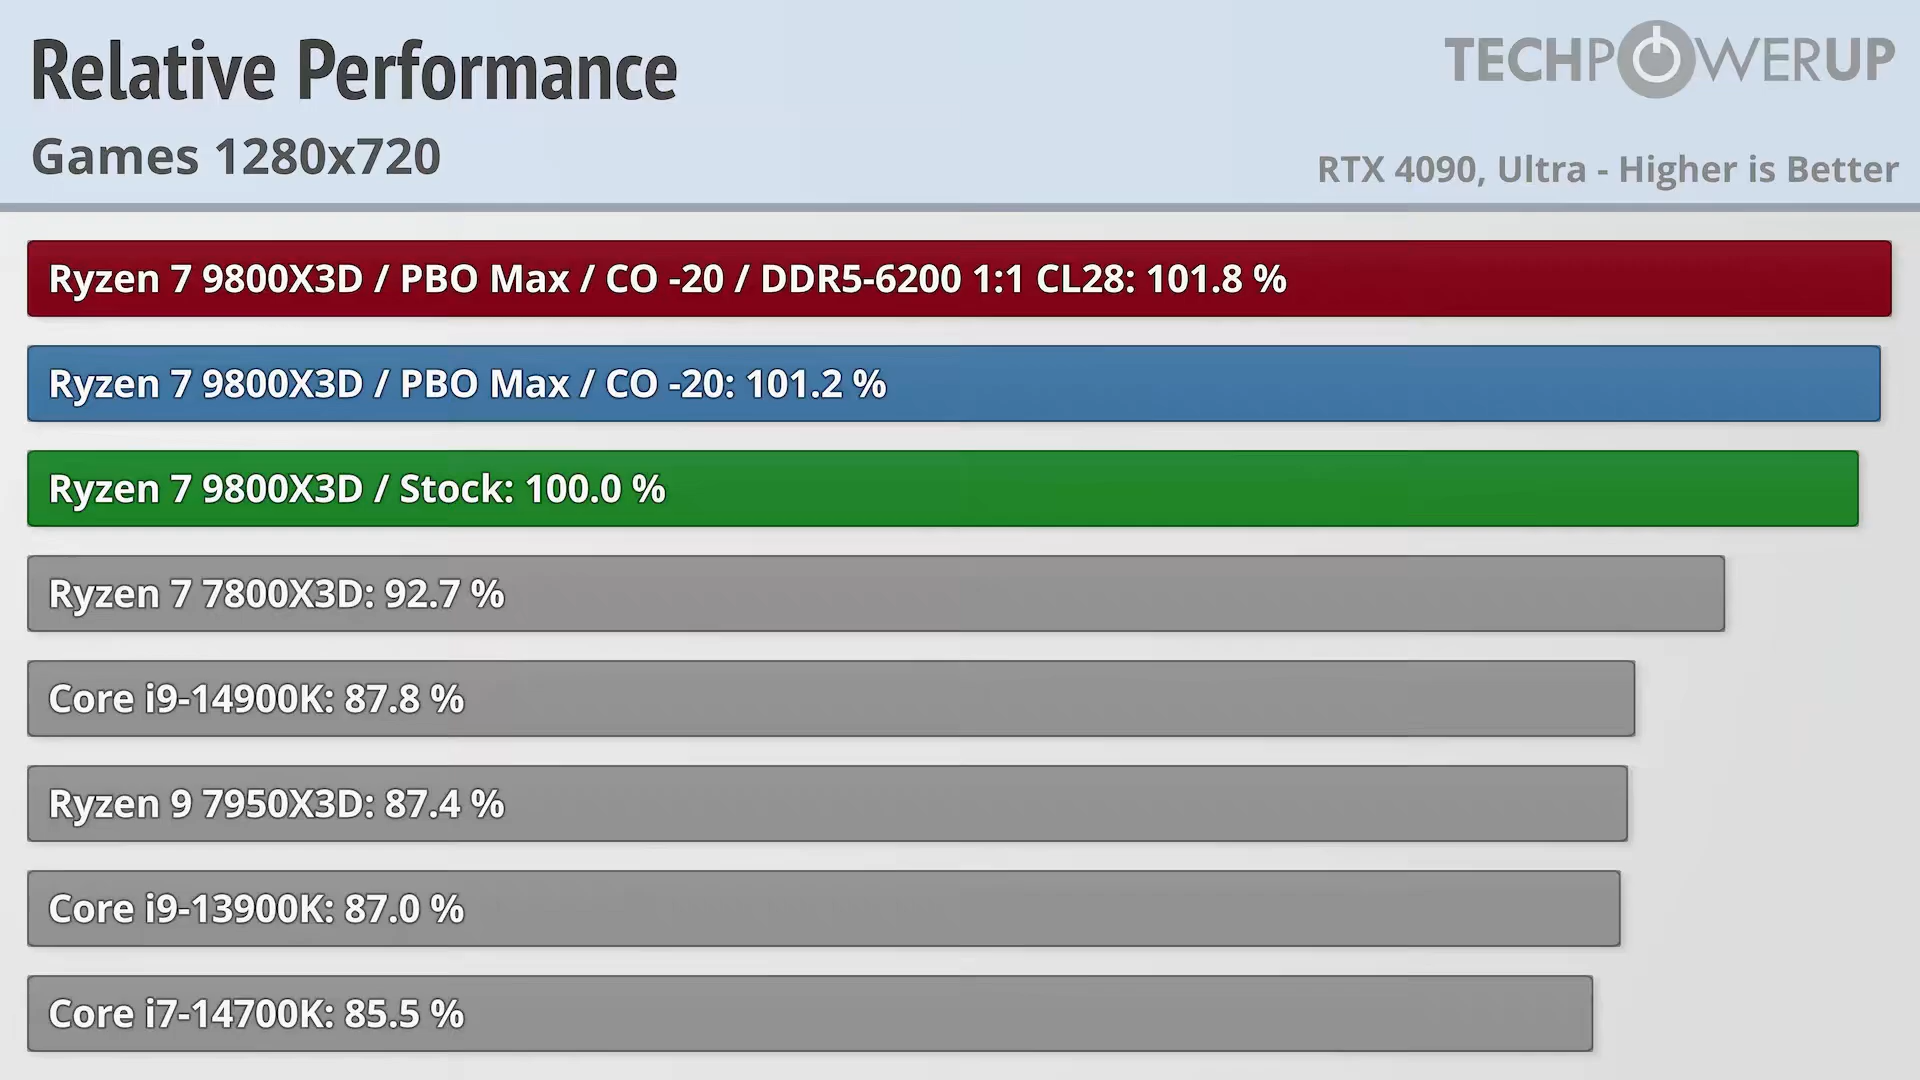 Relative Performance
TECHPOWERUP
Games 1280x720
RTX 4090, Ultra - Higher is Better
Ryzen 7 9800X3D / PBO Max / CO -20 / DDR5-6200 1:1 CL28: 101.8 %
Ryzen 7 9800X3D / PBO Max / CO -20: 101.2 %
Ryzen 7 9800X3D / Stock: 100.0 %
Ryzen 7 7800X3D: 92.7 %
Core i9-14900K: 87.8 %
Ryzen 9 7950X3D: 87.4 %
Core i9-13900K: 87.0 %
Core i7-14700K: 85.5 %